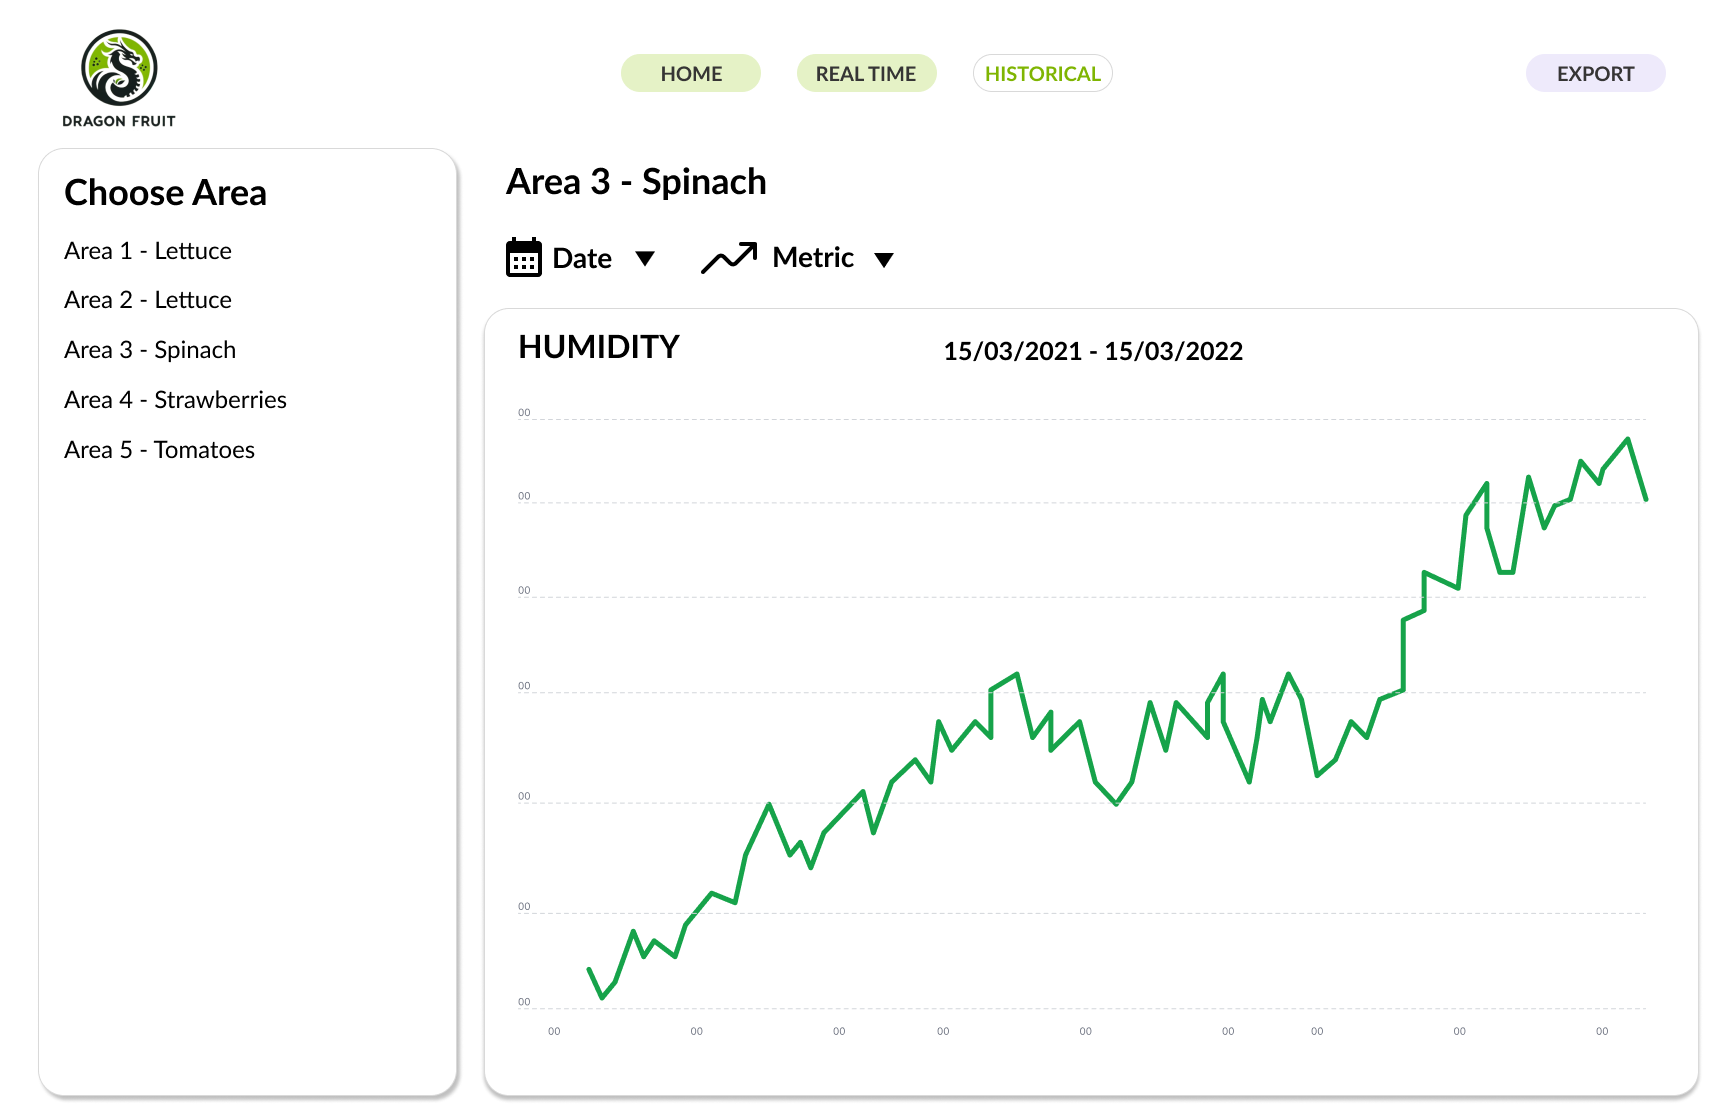 DRAGON FRUIT
HOME
REAL TIME
HISTORICAL
EXPORT
Choose Area
Area 1 - Lettuce
Area 2 - Lettuce
Area 3 - Spinach
Area 4 - Strawberries
Area 5 - Tomatoes
Area 3 - Spinach
Date
Metric
HUMIDITY
15/03/2021 - 15/03/2022
00
00
00
00
00
00
00
00 00 00 00 00 00 00 00 00